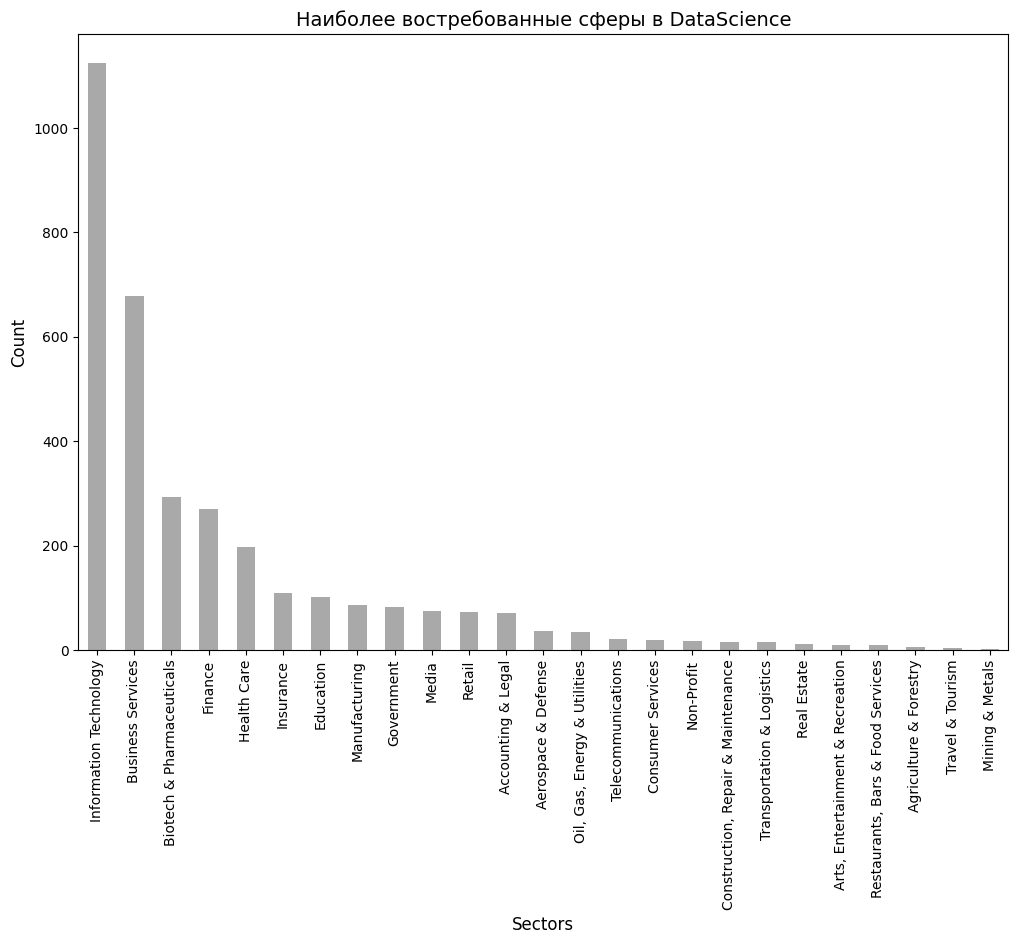 Наиболее востребованные сферы в DataScience
Count
1000
800
600
400
200
0
Information Technology
Business Services
Biotech & Pharmaceuticals
Finance
Health Care
Insurance
Education
Manufacturing
Government
Media
Retail
Accounting & Legal
Aerospace & Defense
Oil, Gas, Energy & Utilities
Telecommunications
Consumer Services
Non-Profit
Construction, Repair & Maintenance
Transportation & Logistics
Real Estate
Arts, Entertainment & Recreation
Restaurants, Bars & Food Services
Agriculture & Forestry
Travel & Tourism
Mining & Metals
Sectors